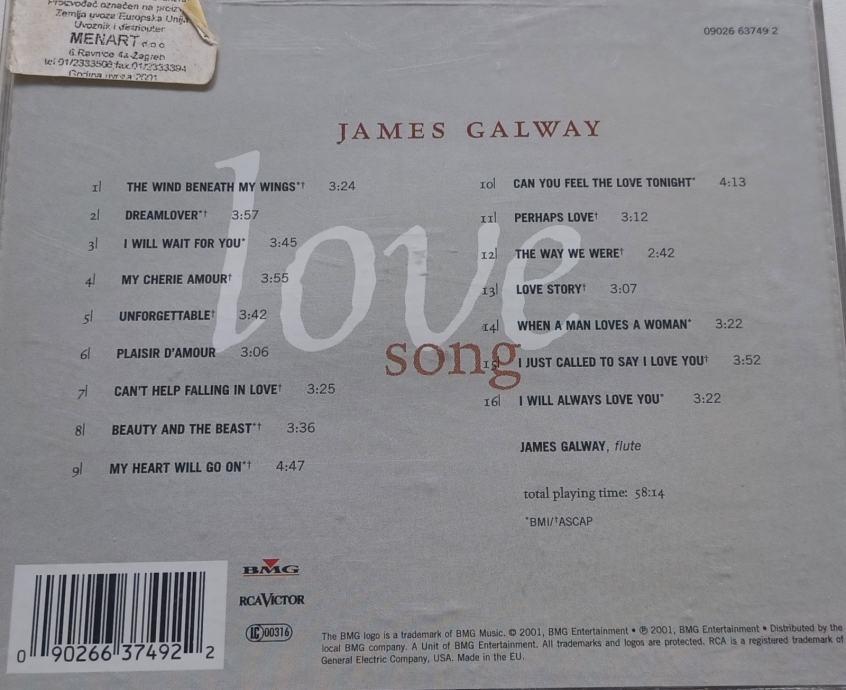 Proizvođač označen na proizv
Zemlja uvoza Europska Unija
Uvoznik i distributer
MENART d.o.o
6.Ravnice 4a-Zagreb
tel 01/2333508;fax.01/2333394
Godina uvoza 2001
09026 63749 2
JAMES GALWAY
love
song
1| THE WIND BENEATH MY WINGS*† 3:24
2| DREAMLOVER*† 3:57
3| I WILL WAIT FOR YOU* 3:45
4| MY CHERIE AMOUR† 3:55
5| UNFORGETTABLE† 3:42
6| PLAISIR D'AMOUR 3:06
7| CAN'T HELP FALLING IN LOVE† 3:25
8| BEAUTY AND THE BEAST*† 3:36
9| MY HEART WILL GO ON*† 4:47
10| CAN YOU FEEL THE LOVE TONIGHT* 4:13
11| PERHAPS LOVE† 3:12
12| THE WAY WE WERE† 2:42
13| LOVE STORY† 3:07
14| WHEN A MAN LOVES A WOMAN* 3:22
15| I JUST CALLED TO SAY I LOVE YOU† 3:52
16| I WILL ALWAYS LOVE YOU* 3:22
JAMES GALWAY, flute
total playing time: 58:14
*BMI/†ASCAP
BMG
RCA VICTOR
LC 00316
0 90266 37492 2
The BMG logo is a trademark of BMG Music. © 2001, BMG Entertainment • ℗ 2001, BMG Entertainment • Distributed by the
local BMG company. A Unit of BMG Entertainment. All trademarks and logos are protected. RCA is a registered trademark of
General Electric Company, USA. Made in the EU.